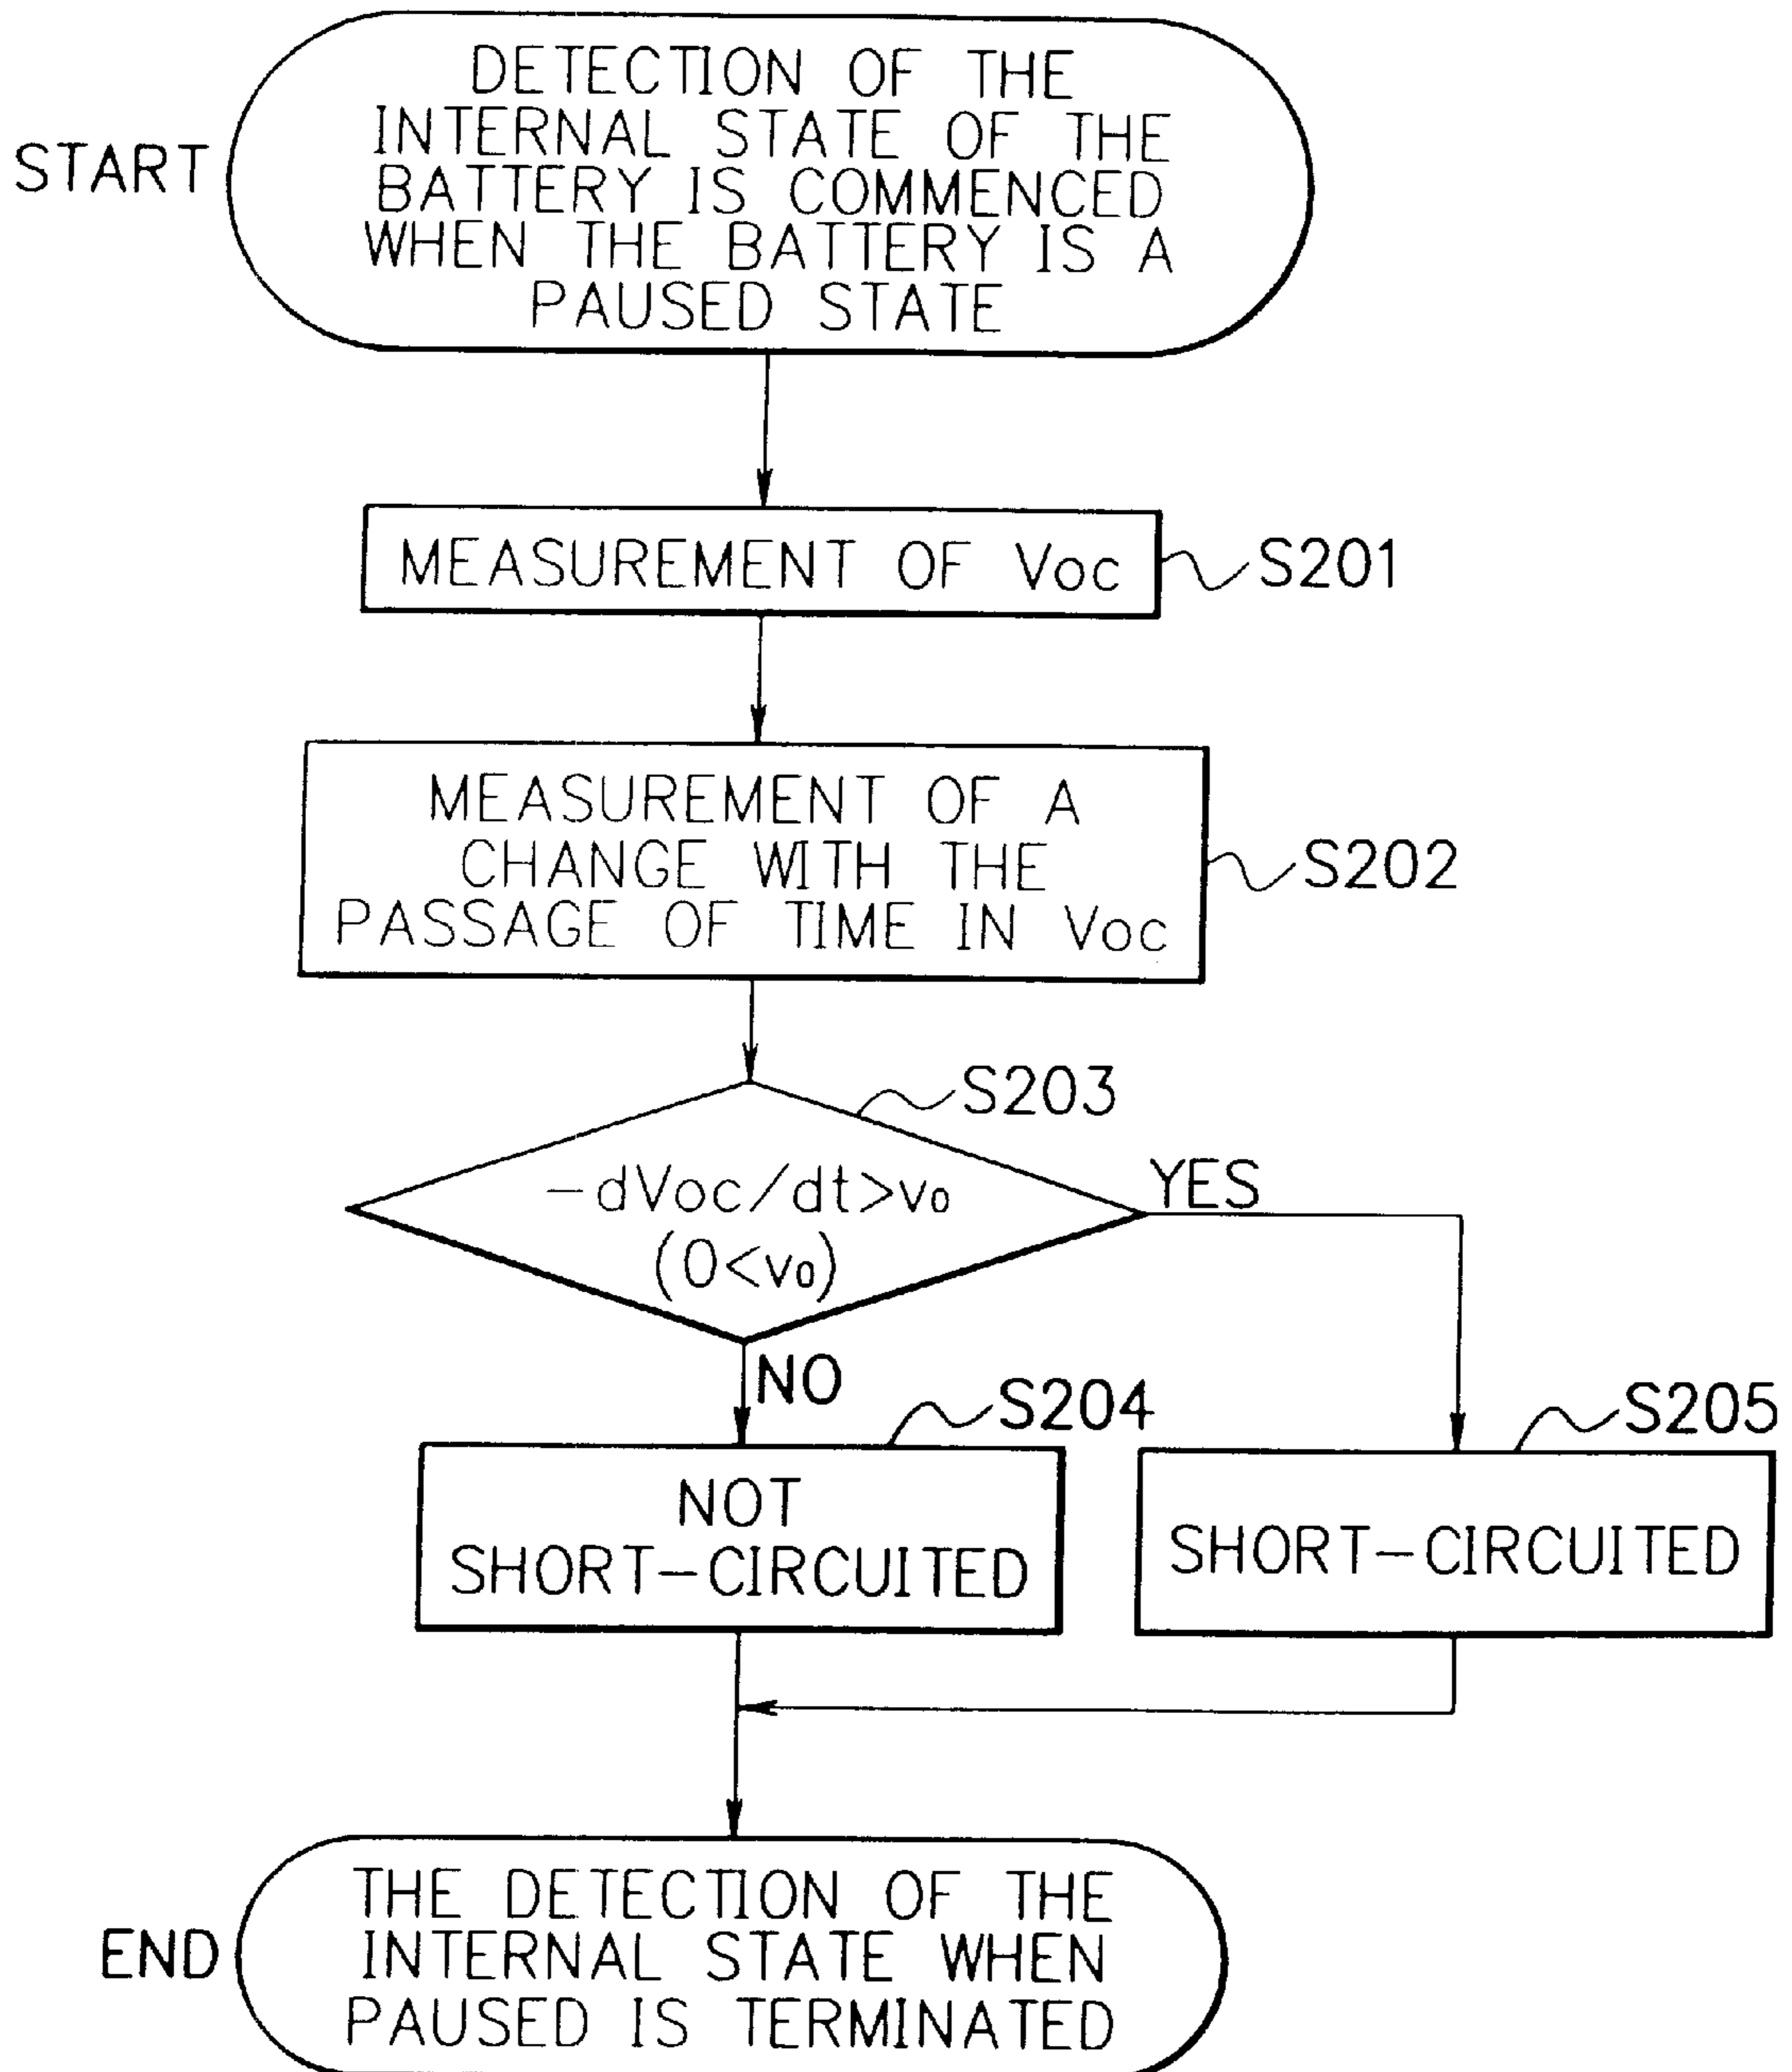 START
DETECTION OF THE
INTERNAL STATE OF THE
BATTERY IS COMMENCED
WHEN THE BATTERY IS A
PAUSED STATE
MEASUREMENT OF Voc
S201
MEASUREMENT OF A
CHANGE WITH THE
PASSAGE OF TIME IN Voc
S202
S203
-dVoc/dt>v₀
(0<v₀)
YES
NO
S204
NOT
SHORT-CIRCUITED
S205
SHORT-CIRCUITED
END
THE DETECTION OF THE
INTERNAL STATE WHEN
PAUSED IS TERMINATED